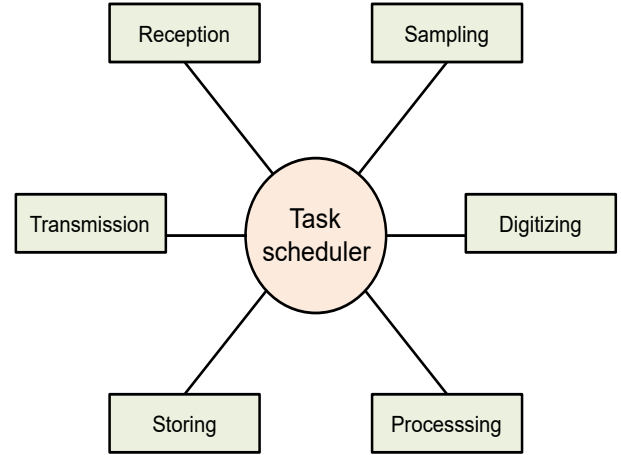 Reception
Sampling
Transmission
Task
scheduler
Digitizing
Storing
Processsing